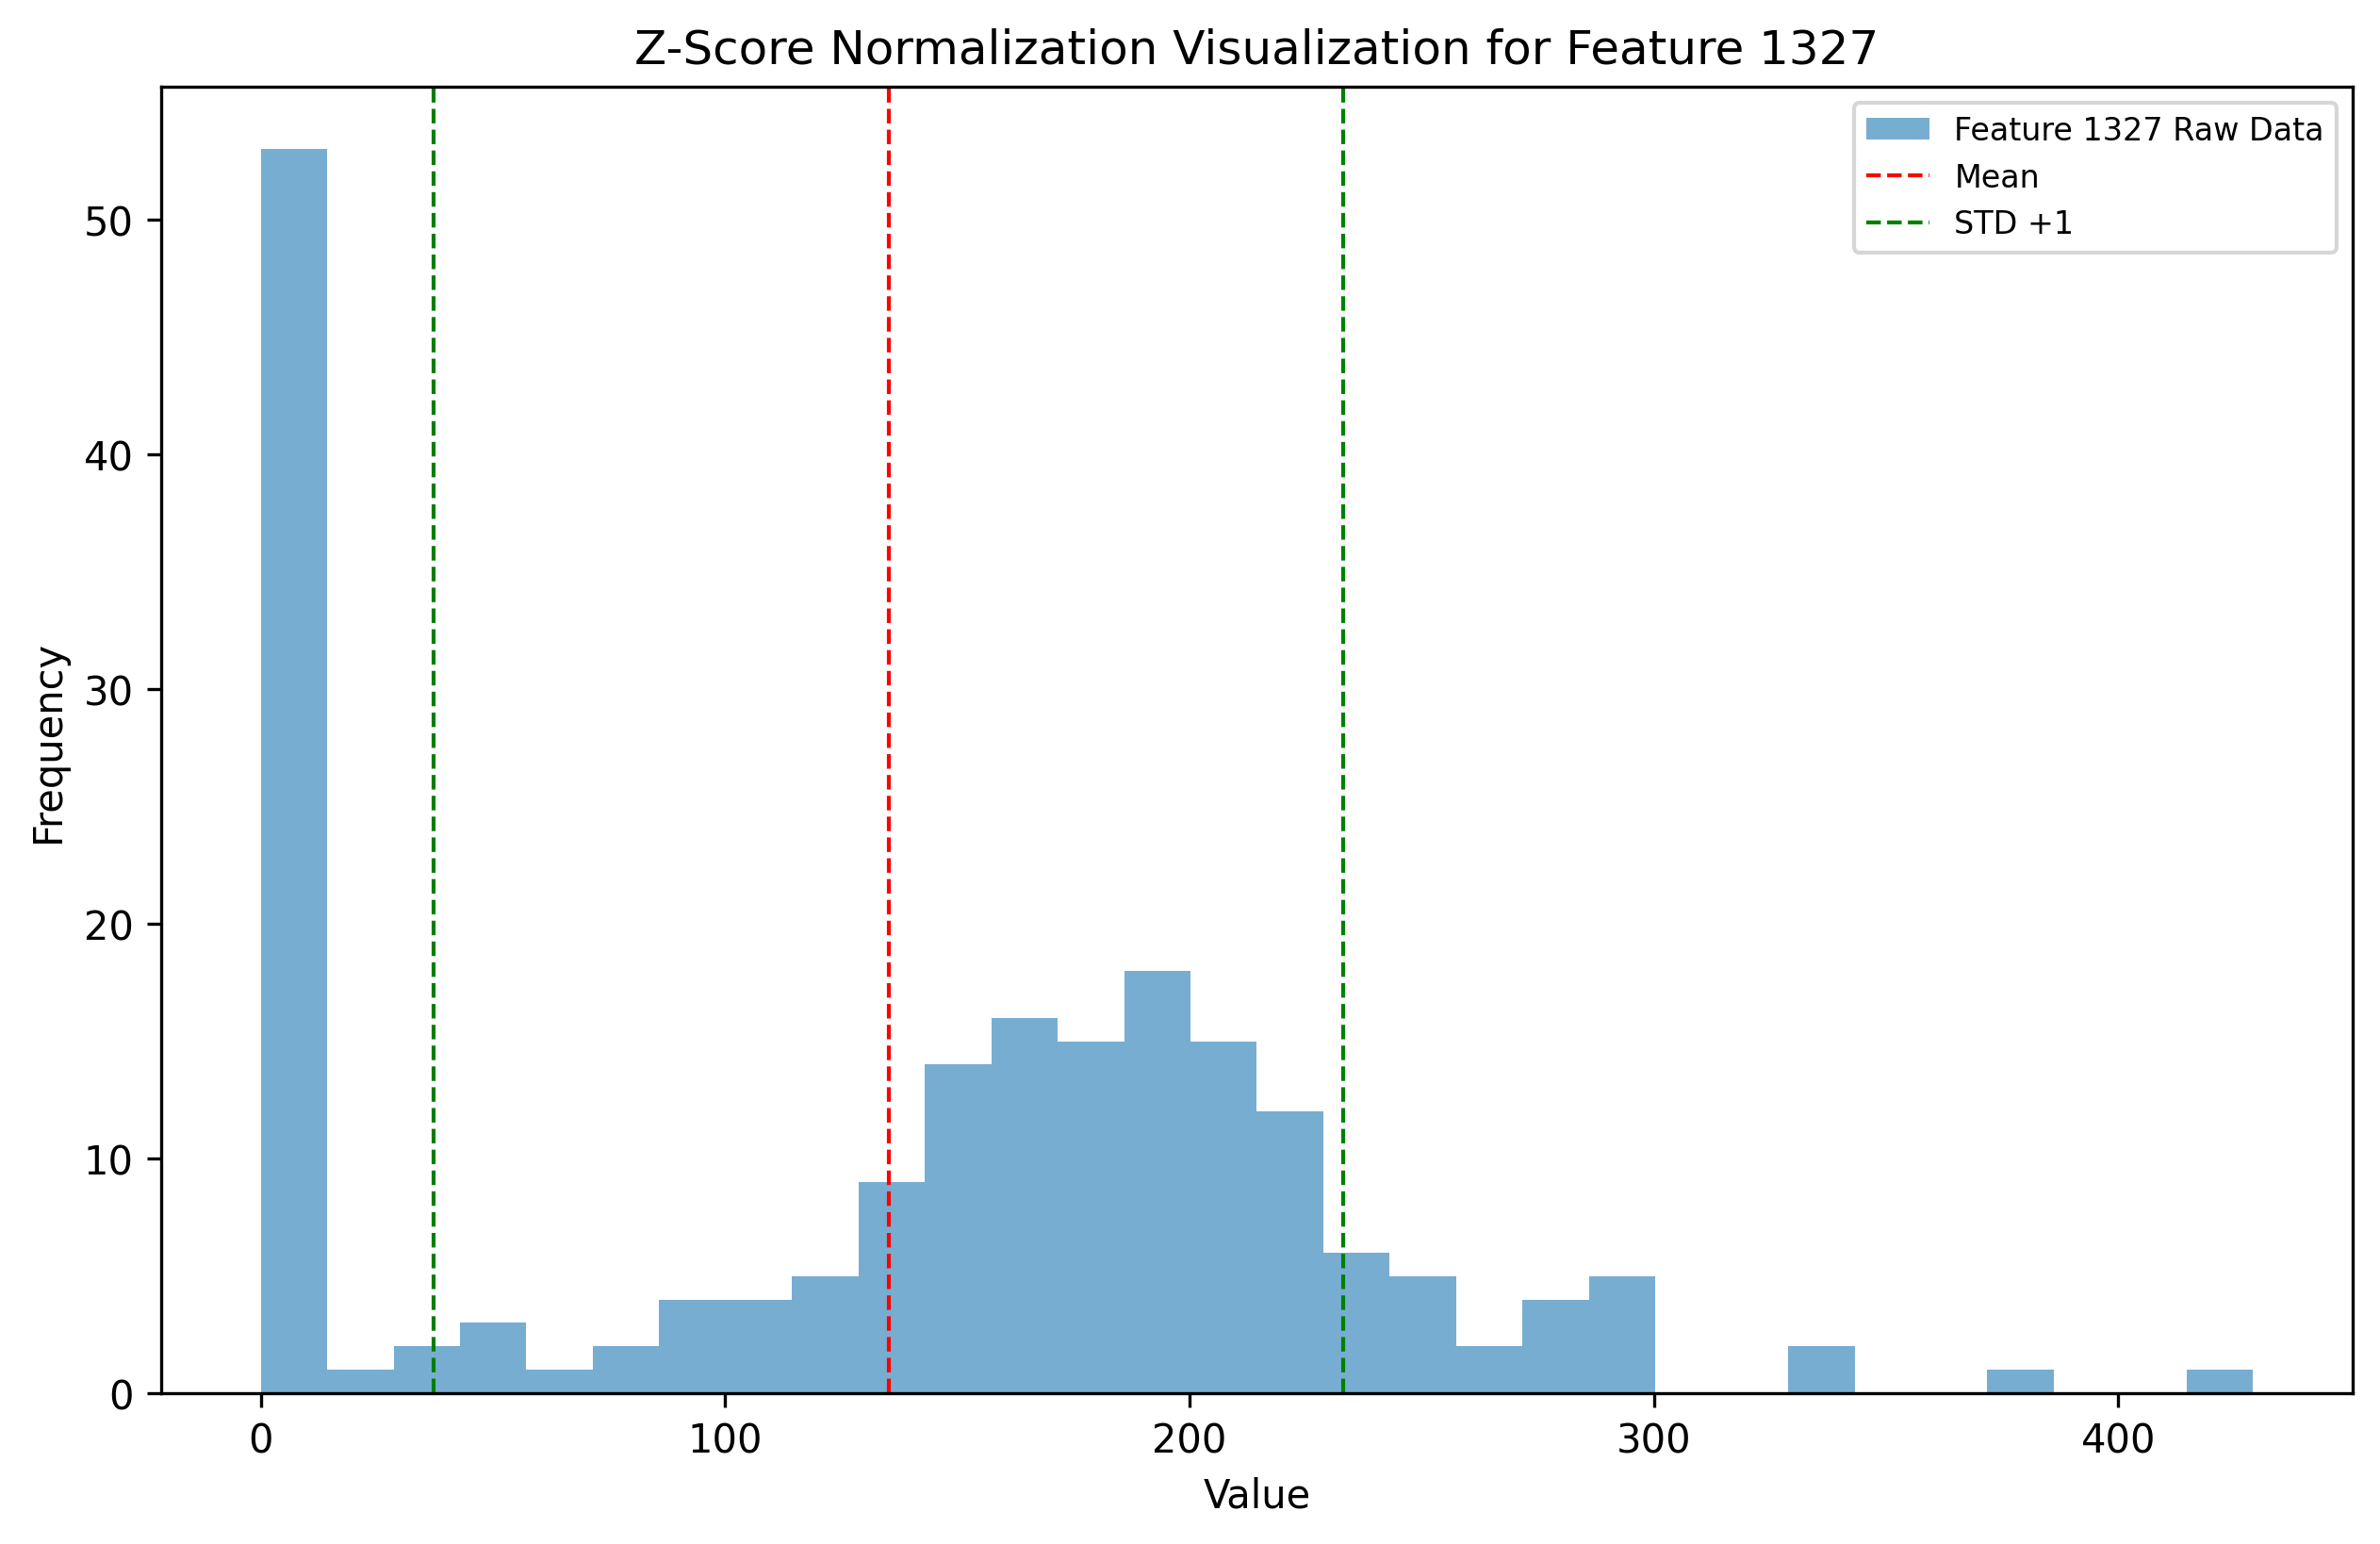 Z-Score Normalization Visualization for Feature 1327
Feature 1327 Raw Data
Mean
STD +1
50
40
30
20
10
0
Frequency
0 100 200 300 400
Value